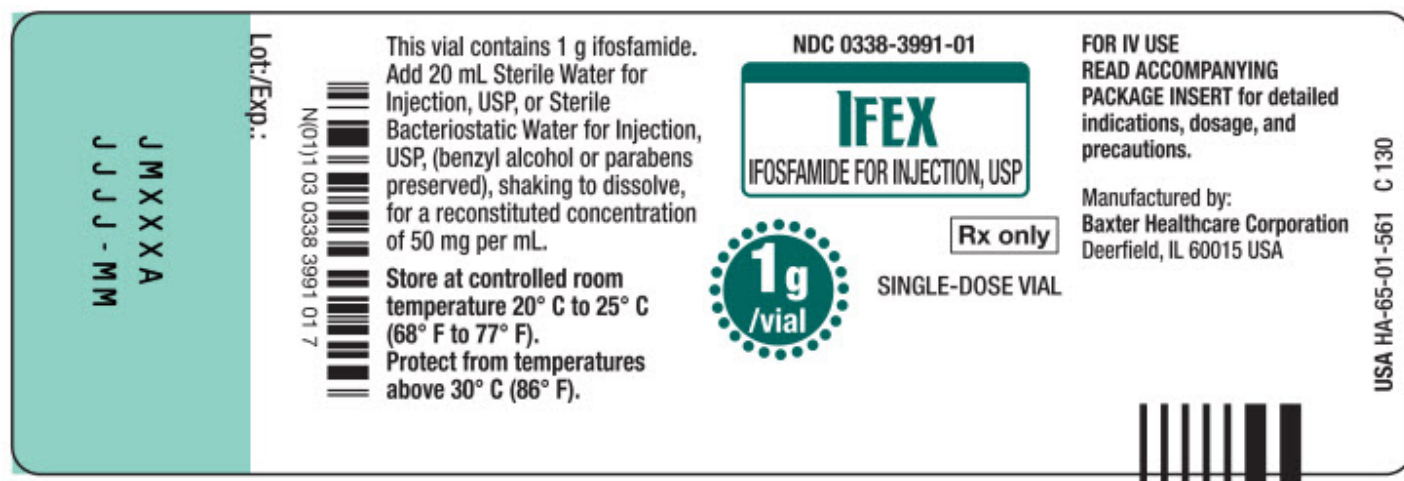 JMXXXA
JJJJ-MM
Lot:/Exp.:
N(01)1 03 0338 3991 01 7
This vial contains 1 g ifosfamide.
Add 20 mL Sterile Water for
Injection, USP, or Sterile
Bacteriostatic Water for Injection,
USP, (benzyl alcohol or parabens
preserved), shaking to dissolve,
for a reconstituted concentration
of 50 mg per mL.
Store at controlled room
temperature 20° C to 25° C
(68° F to 77° F).
Protect from temperatures
above 30° C (86° F).
NDC 0338-3991-01
IFEX
IFOSFAMIDE FOR INJECTION, USP
Rx only
1 g
/vial
SINGLE-DOSE VIAL
FOR IV USE
READ ACCOMPANYING
PACKAGE INSERT for detailed
indications, dosage, and
precautions.
Manufactured by:
Baxter Healthcare Corporation
Deerfield, IL 60015 USA
USA HA-65-01-561 C 130